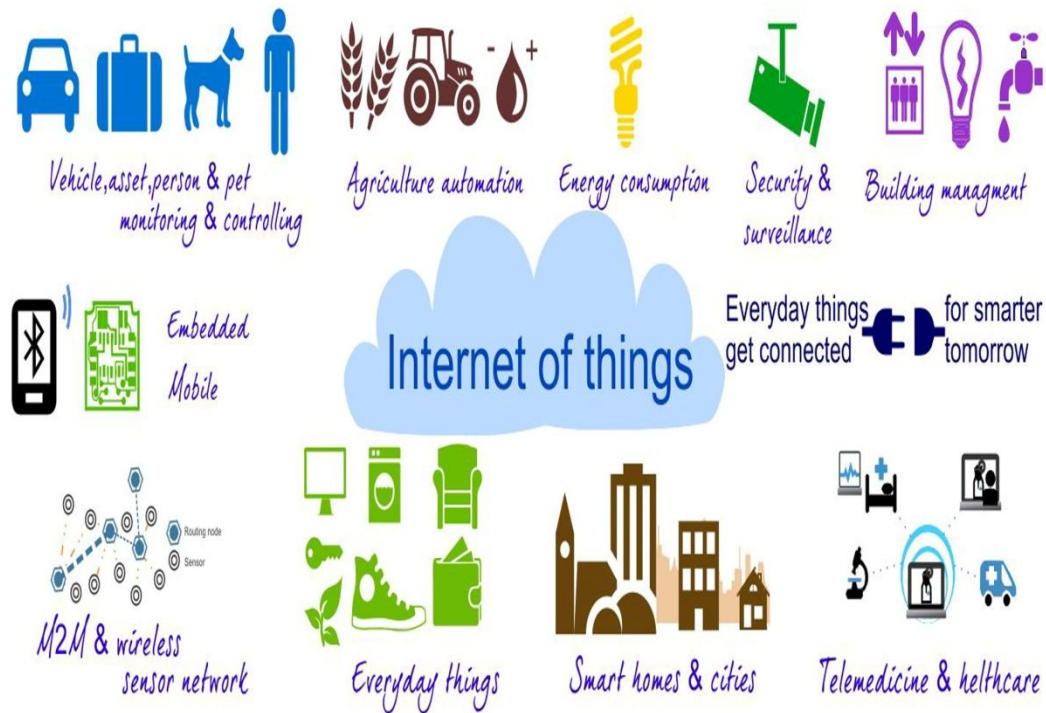 Vehicle,asset,person & pet
monitoring & controlling
Agriculture automation
- +
Energy consumption
Security &
surveillance
Building managment
Embedded
Mobile
Internet of things
Everyday things
get connected
for smarter
tomorrow
Routing node
Sensor
M2M & wireless
sensor network
Everyday things
Smart homes & cities
Telemedicine & helthcare